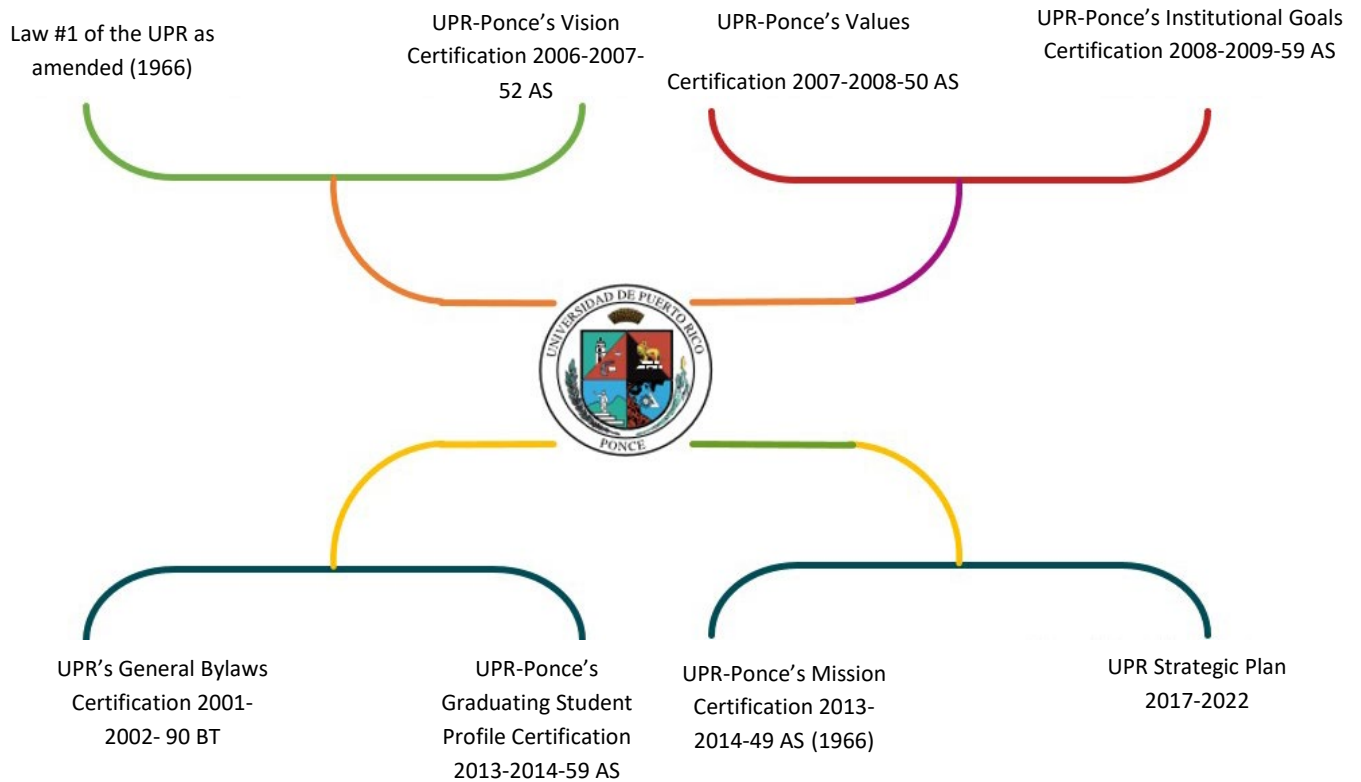 Law #1 of the UPR as
amended (1966)
UPR-Ponce’s Vision
Certification 2006-2007-
52 AS
UPR-Ponce’s Values
Certification 2007-2008-50 AS
UPR-Ponce’s Institutional Goals
Certification 2008-2009-59 AS
UNIVERSIDAD DE PUERTO RICO
PONCE
UPR’s General Bylaws
Certification 2001-
2002- 90 BT
UPR-Ponce’s
Graduating Student
Profile Certification
2013-2014-59 AS
UPR-Ponce’s Mission
Certification 2013-
2014-49 AS (1966)
UPR Strategic Plan
2017-2022